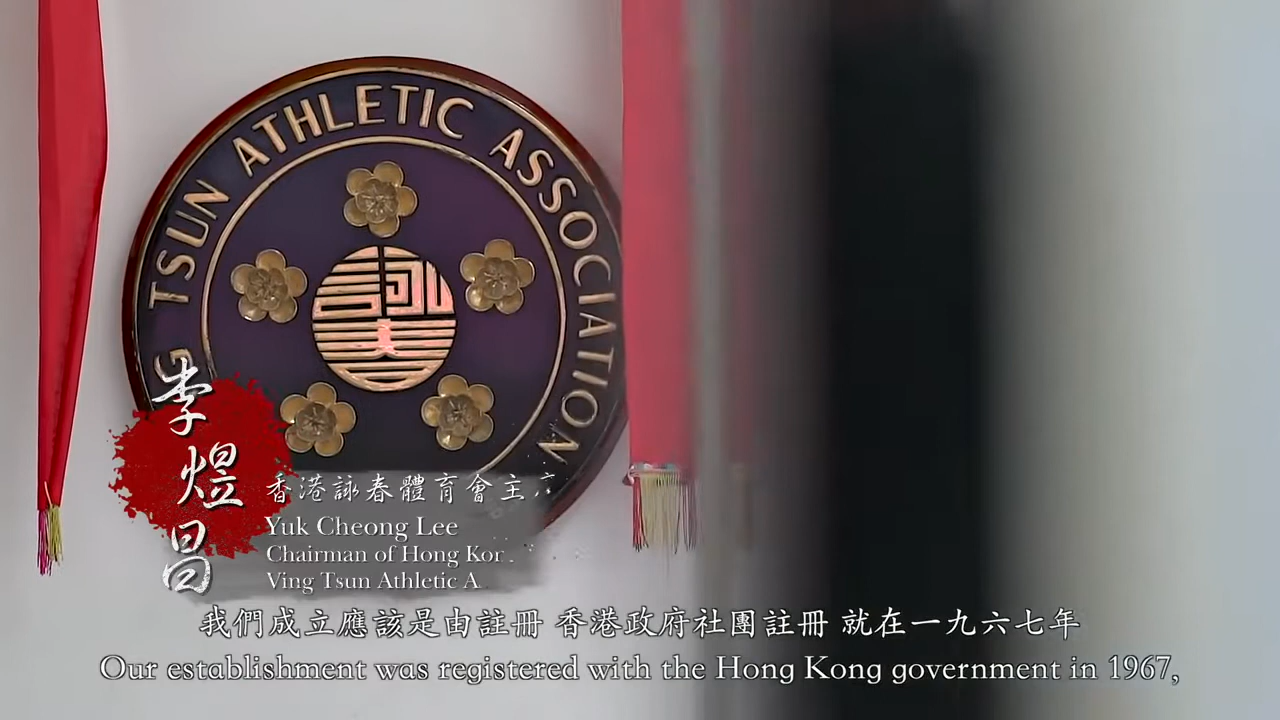 TSUN ATHLETIC ASSOCIATION
詠春
李煜昌
香港詠春體育會主
Yuk Cheong Lee
Chairman of Hong Kor
Ving Tsun Athletic A
我們成立應該是由註冊 香港政府社團註冊 就在一九六七年
Our establishment was registered with the Hong Kong government in 1967,